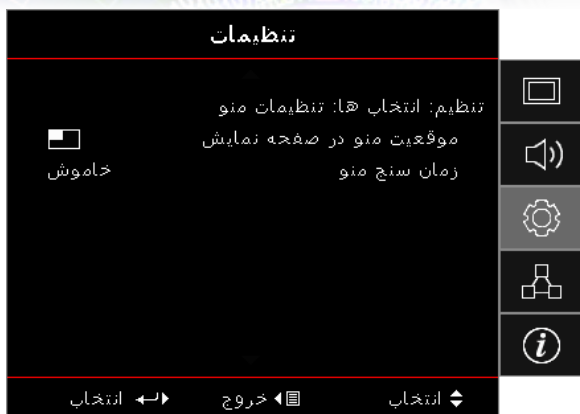 تنظیمات
تنظیم: انتخاب ها: تنظیمات منو
موقعیت منو در صفحه نمایش
زمان سنج منو خاموش
انتخاب خروج انتخاب